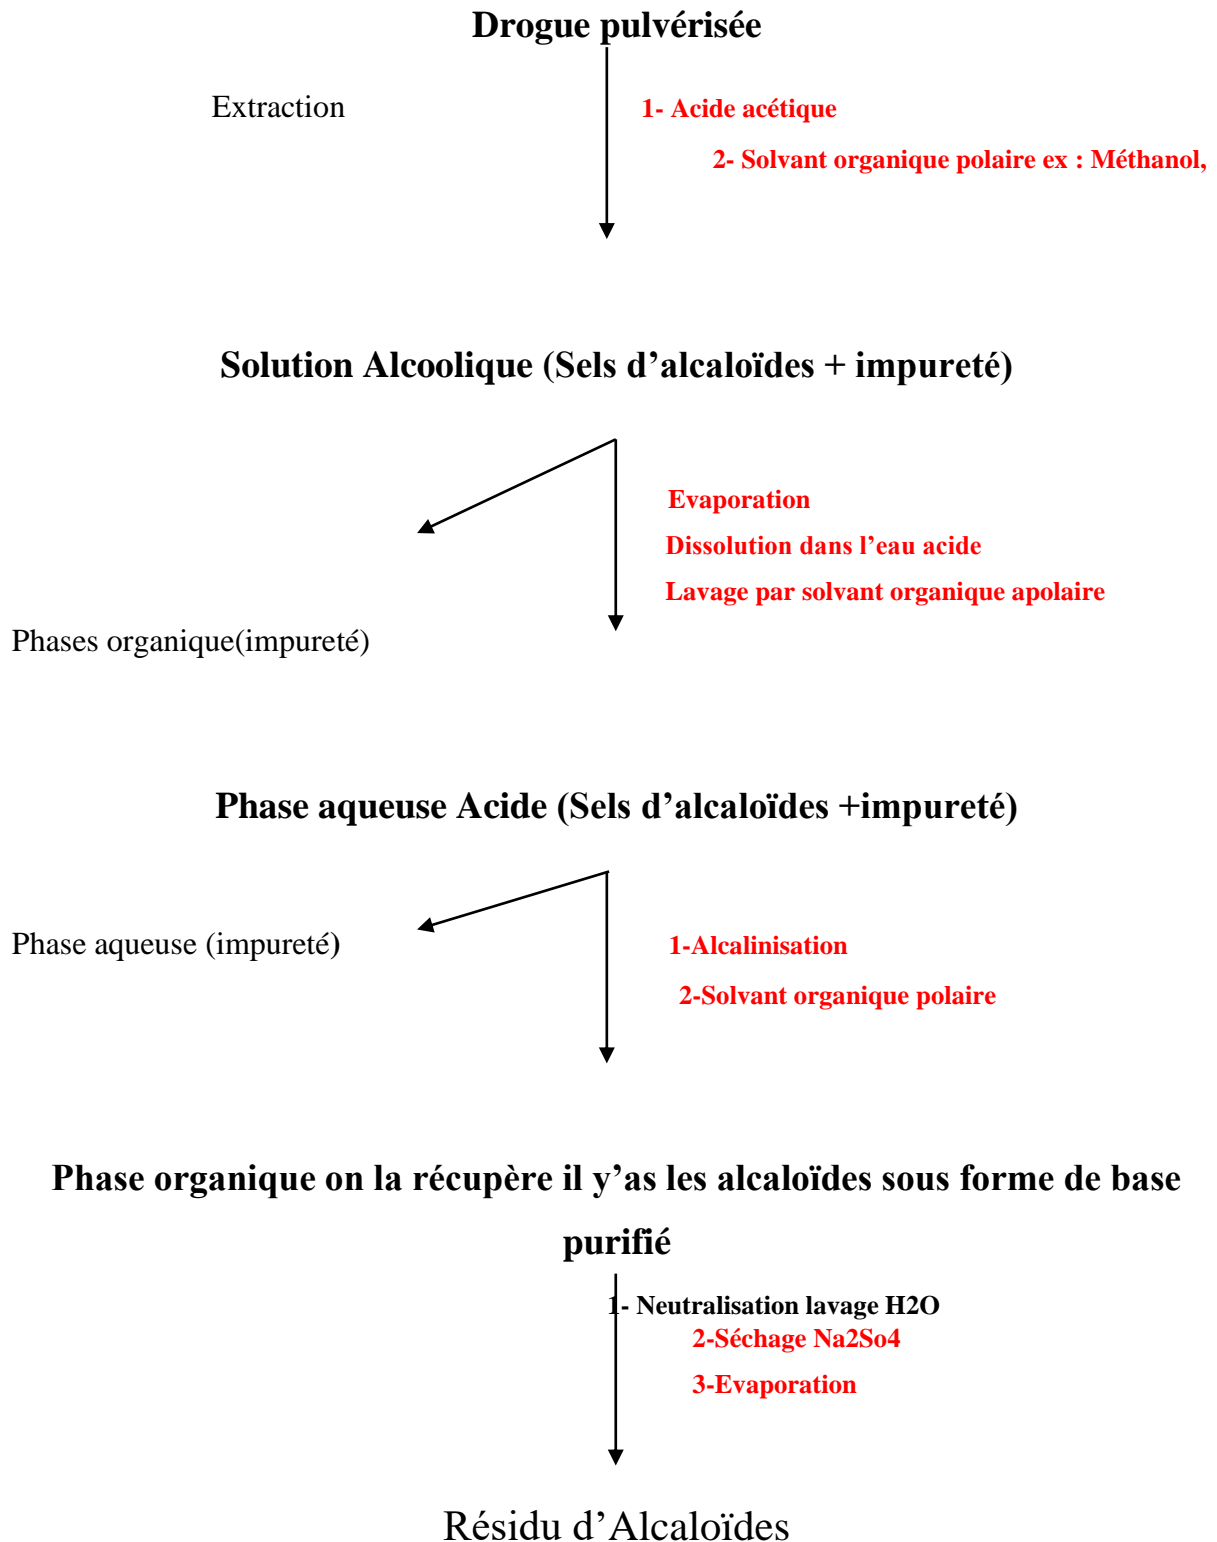 Drogue pulvérisée
Extraction
1- Acide acétique
2- Solvant organique polaire ex : Méthanol,
Solution Alcoolique (Sels d’alcaloïdes + impureté)
Evaporation
Dissolution dans l’eau acide
Lavage par solvant organique apolaire
Phases organique(impureté)
Phase aqueuse Acide (Sels d’alcaloïdes +impureté)
Phase aqueuse (impureté)
1-Alcalinisation
2-Solvant organique polaire
Phase organique on la récupère il y’as les alcaloïdes sous forme de base
purifié
1- Neutralisation lavage H2O
2-Séchage Na2So4
3-Evaporation
Résidu d’Alcaloïdes